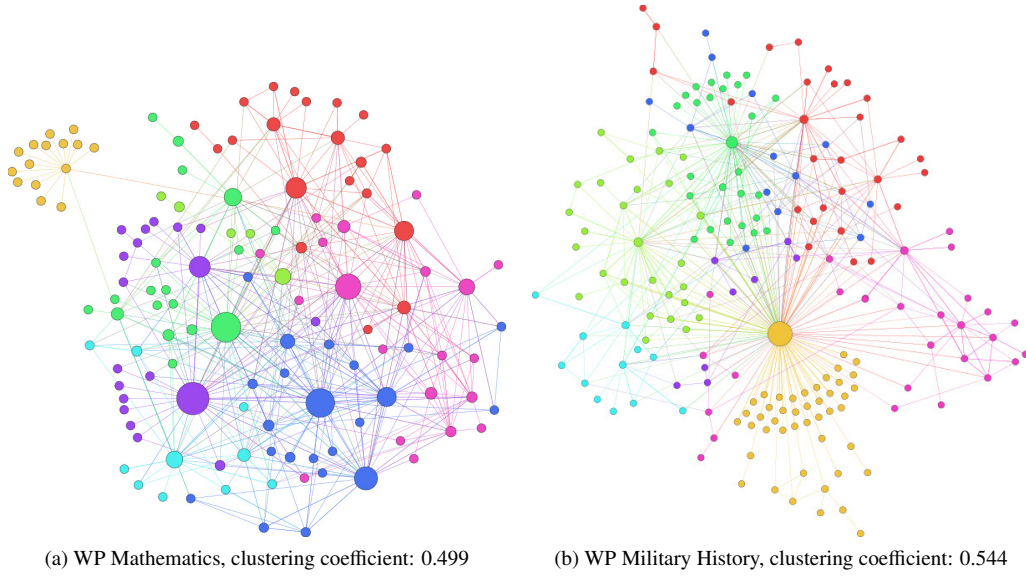 (a) WP Mathematics, clustering coefficient: 0.499
(b) WP Military History, clustering coefficient: 0.544